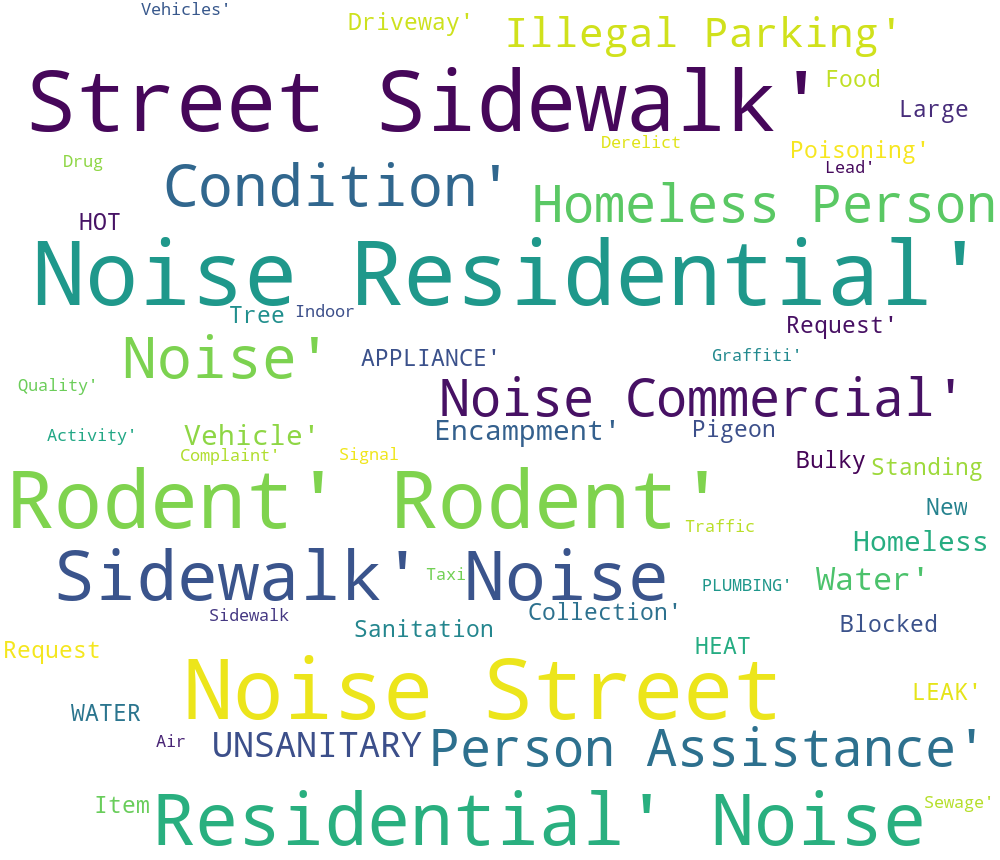 Vehicles'
Driveway'
Illegal Parking'
Street Sidewalk'
Food
Large
Derelict
Poisoning'
Drug
Lead'
Condition'
Homeless Person
HOT
Noise Residential'
Tree
Indoor
Request'
Noise'
APPLIANCE'
Graffiti'
Quality'
Noise Commercial'
Activity'
Vehicle'
Encampment'
Pigeon
Complaint'
Signal
Bulky
Standing
Rodent' Rodent'
New
Traffic
Homeless
Sidewalk' Noise
Taxi
PLUMBING'
Water'
Sidewalk
Collection'
Sanitation
Blocked
Request
HEAT
Noise Street
LEAK'
WATER
Air
UNSANITARY
Person Assistance'
Item
Residential' Noise
Sewage'